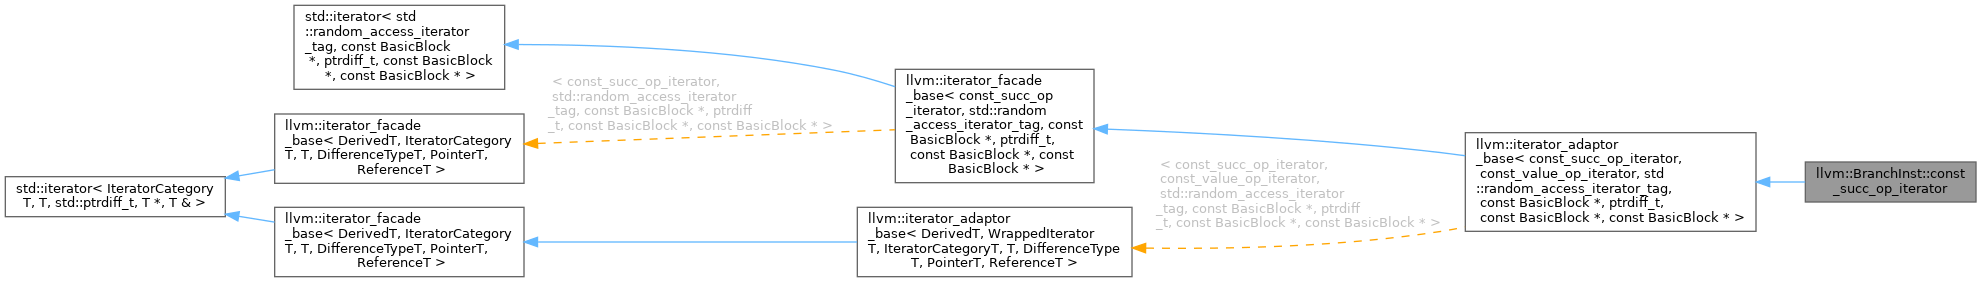 std::iterator< std
::random_access_iterator
_tag, const BasicBlock
*, ptrdiff_t, const BasicBlock
*, const BasicBlock * >
< const_succ_op_iterator,
std::random_access_iterator
_tag, const BasicBlock *, ptrdiff
_t, const BasicBlock *, const BasicBlock * >
llvm::iterator_facade
_base< const_succ_op
_iterator, std::random
_access_iterator_tag, const
BasicBlock *, ptrdiff_t,
const BasicBlock *, const
BasicBlock * >
llvm::iterator_facade
_base< DerivedT, IteratorCategory
T, T, DifferenceTypeT, PointerT,
ReferenceT >
llvm::iterator_adaptor
_base< const_succ_op_iterator,
const_value_op_iterator, std
::random_access_iterator_tag,
const BasicBlock *, ptrdiff_t,
const BasicBlock *, const BasicBlock * >
< const_succ_op_iterator,
const_value_op_iterator,
std::random_access_iterator
_tag, const BasicBlock *, ptrdiff
_t, const BasicBlock *, const BasicBlock * >
llvm::BranchInst::const
_succ_op_iterator
std::iterator< IteratorCategory
T, T, std::ptrdiff_t, T *, T & >
llvm::iterator_facade
_base< DerivedT, IteratorCategory
T, T, DifferenceTypeT, PointerT,
ReferenceT >
llvm::iterator_adaptor
_base< DerivedT, WrappedIterator
T, IteratorCategoryT, T, DifferenceType
T, PointerT, ReferenceT >